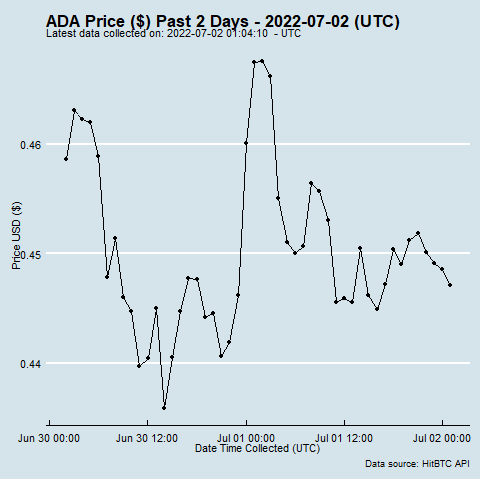 ADA Price ($) Past 2 Days - 2022-07-02 (UTC)
Latest data collected on: 2022-07-02 01:04:10 - UTC
0.46
0.45
0.44
Price USD ($)
Jun 30 00:00
Jun 30 12:00
Jul 01 00:00
Jul 01 12:00
Jul 02 00:00
Date Time Collected (UTC)
Data source: HitBTC API